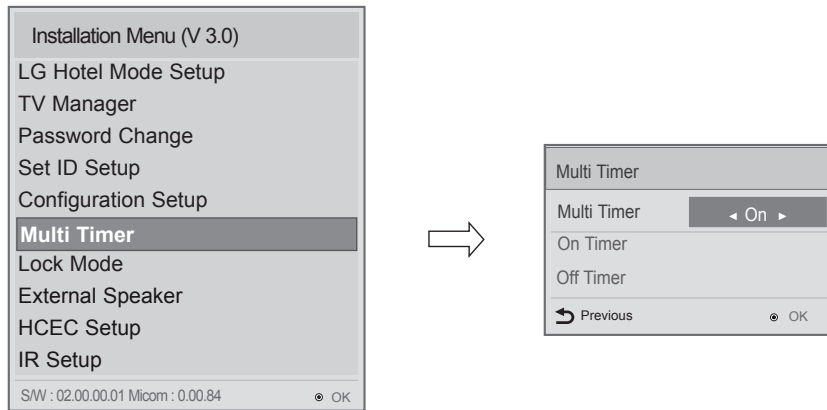 Installation Menu (V 3.0)
LG Hotel Mode Setup
TV Manager
Password Change
Set ID Setup
Configuration Setup
Multi Timer
Lock Mode
External Speaker
HCEC Setup
IR Setup
S/W : 02.00.00.01 Micom : 0.00.84 ◉ OK
Multi Timer
Multi Timer ◄ On ►
On Timer
Off Timer
Previous ◉ OK